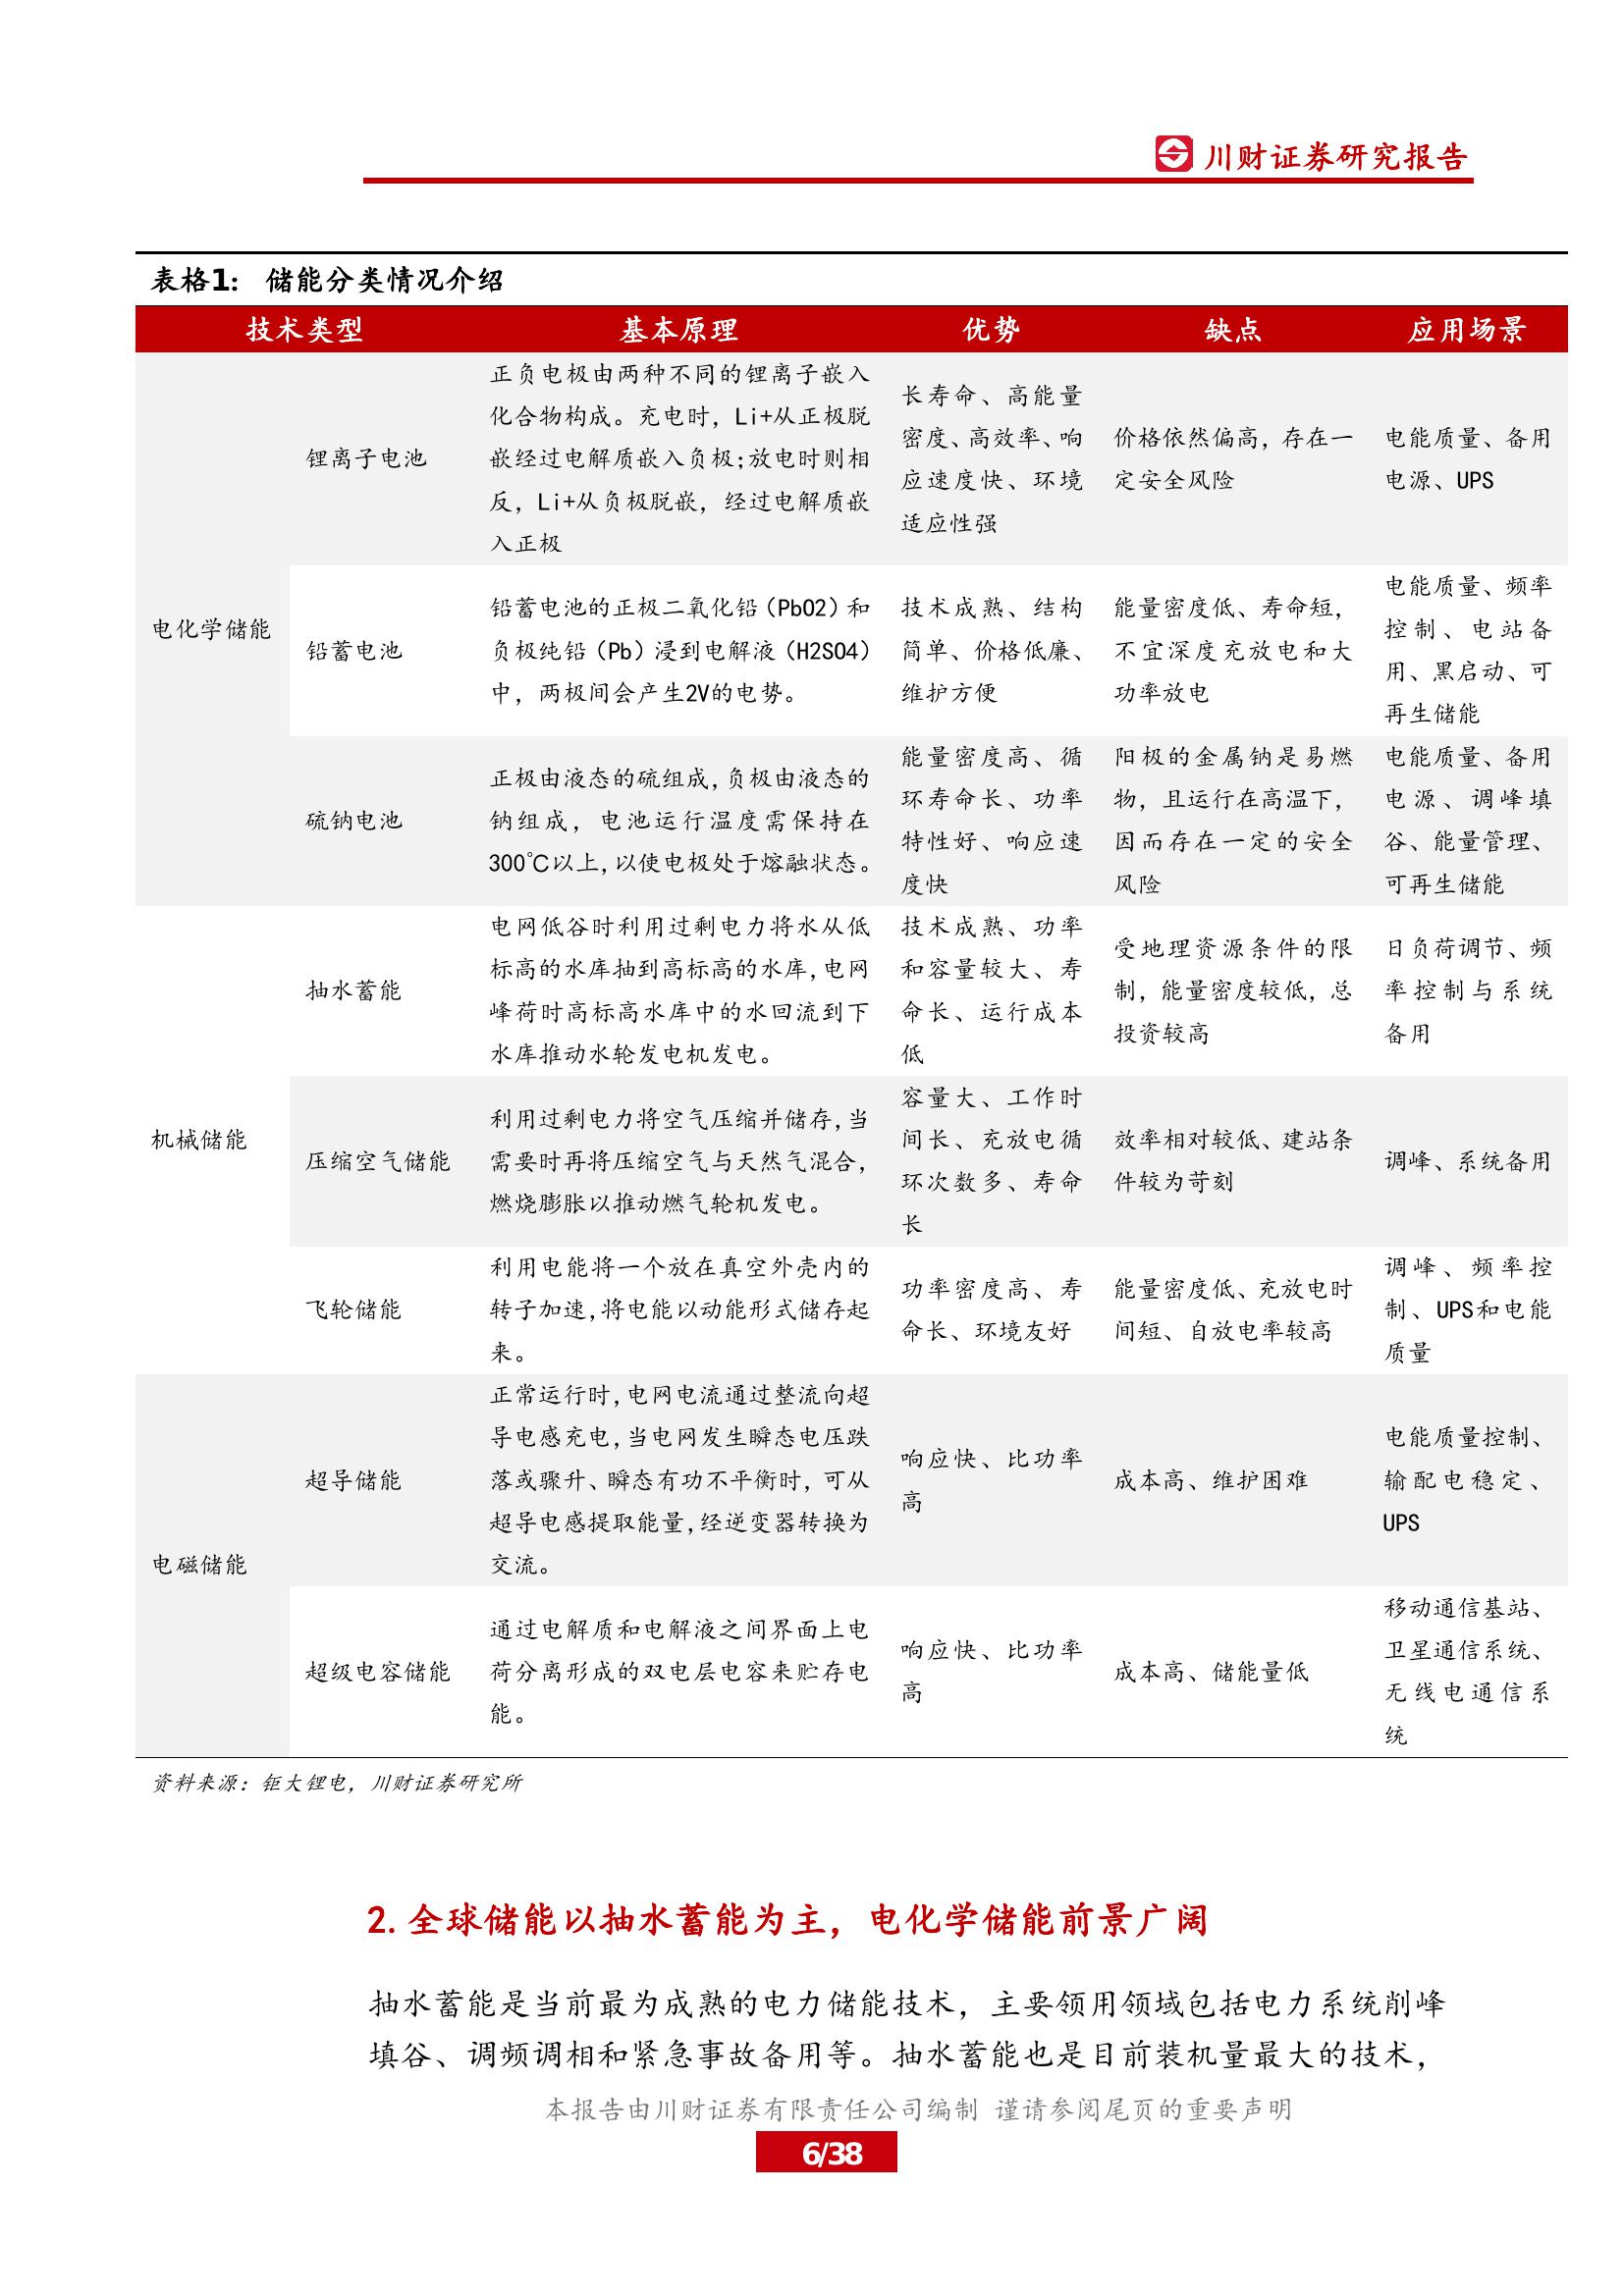 川财证券研究报告
表格1: 储能分类情况介绍
技术类型 基本原理 优势 缺点 应用场景
电化学储能
锂离子电池
正负电极由两种不同的锂离子嵌入
化合物构成。充电时，Li+从正极脱
嵌经过电解质嵌入负极;放电时则相
反，Li+从负极脱嵌，经过电解质嵌
入正极
长寿命、高能量
密度、高效率、响
应速度快、环境
适应性强
价格依然偏高，存在一
定安全风险
电能质量、备用
电源、UPS
铅蓄电池
铅蓄电池的正极二氧化铅（PbO2）和
负极纯铅（Pb）浸到电解液（H2SO4）
中，两极间会产生2V的电势。
技术成熟、结构
简单、价格低廉、
维护方便
能量密度低、寿命短，
不宜深度充放电和大
功率放电
电能质量、频率
控制、电站备
用、黑启动、可
再生储能
硫钠电池
正极由液态的硫组成，负极由液态的
钠组成，电池运行温度需保持在
300℃以上，以使电极处于熔融状态。
能量密度高、循
环寿命长、功率
特性好、响应速
度快
阳极的金属钠是易燃
物，且运行在高温下，
因而存在一定的安全
风险
电能质量、备用
电源、调峰填
谷、能量管理、
可再生储能
机械储能
抽水蓄能
电网低谷时利用过剩电力将水从低
标高的水库抽到高标高的水库，电网
峰荷时高标高水库中的水回流到下
水库推动水轮发电机发电。
技术成熟、功率
和容量较大、寿
命长、运行成本
低
受地理资源条件的限
制，能量密度较低，总
投资较高
日负荷调节、频
率控制与系统
备用
压缩空气储能
利用过剩电力将空气压缩并储存，当
需要时再将压缩空气与天然气混合，
燃烧膨胀以推动燃气轮机发电。
容量大、工作时
间长、充放电循
环次数多、寿命
长
效率相对较低、建站条
件较为苛刻
调峰、系统备用
飞轮储能
利用电能将一个放在真空外壳内的
转子加速，将电能以动能形式储存起
来。
功率密度高、寿
命长、环境友好
能量密度低、充放电时
间短、自放电率较高
调峰、频率控
制、UPS和电能
质量
电磁储能
超导储能
正常运行时，电网电流通过整流向超
导电感充电，当电网发生瞬态电压跌
落或骤升、瞬态有功不平衡时，可从
超导电感提取能量，经逆变器转换为
交流。
响应快、比功率
高
成本高、维护困难
电能质量控制、
输配电稳定、
UPS
超级电容储能
通过电解质和电解液之间界面上电
荷分离形成的双电层电容来贮存电
能。
响应快、比功率
高
成本高、储能量低
移动通信基站、
卫星通信系统、
无线电通信系
统
资料来源：钜大锂电，川财证券研究所
2.全球储能以抽水蓄能为主，电化学储能前景广阔
抽水蓄能是当前最为成熟的电力储能技术，主要领用领域包括电力系统削峰
填谷、调频调相和紧急事故备用等。抽水蓄能也是目前装机量最大的技术，
本报告由川财证券有限责任公司编制 谨请参阅尾页的重要声明
6/38